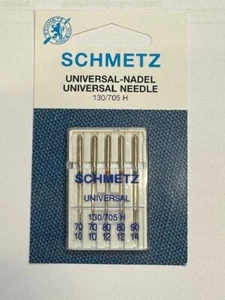 SCHMETZ
UNIVERSAL-NADEL
UNIVERSAL NEEDLE
130/705 H
SCHMETZ
UNIVERSAL
130/705 H
70 70 80 80 90
10 10 12 12 14